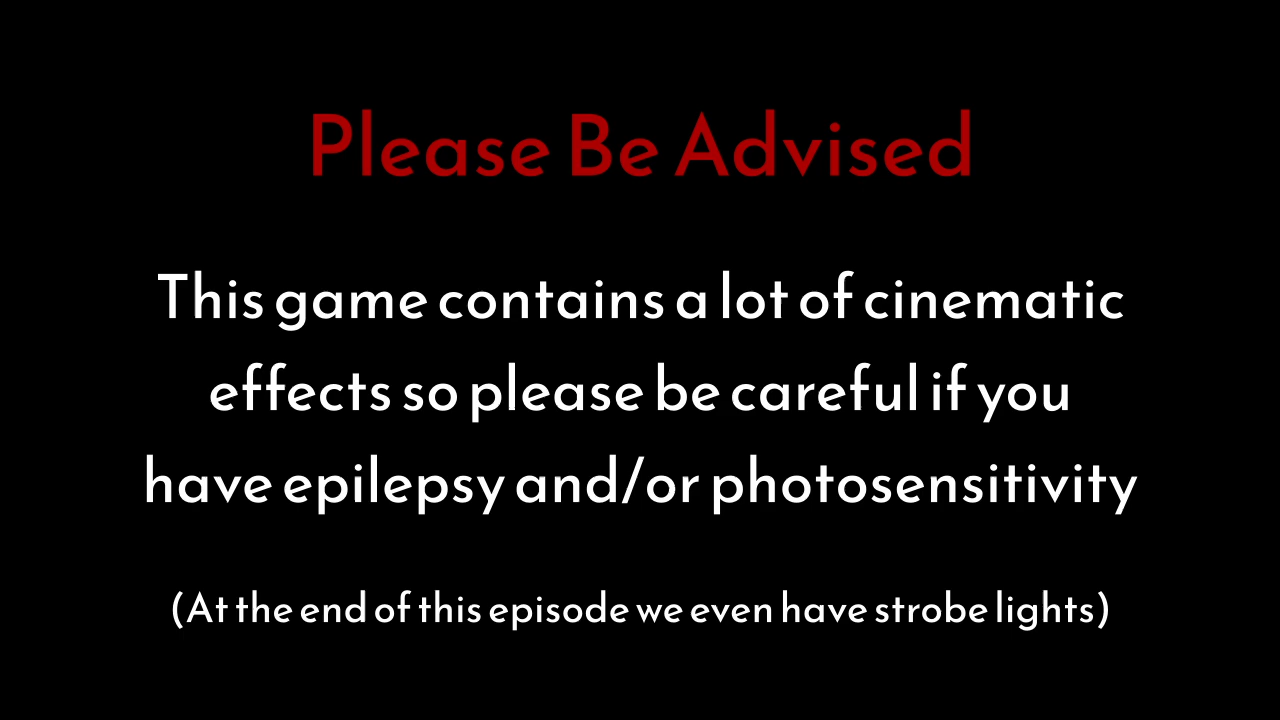 Please Be Advised
This game contains a lot of cinematic
effects so please be careful if you
have epilepsy and/or photosensitivity
(At the end of this episode we even have strobe lights)